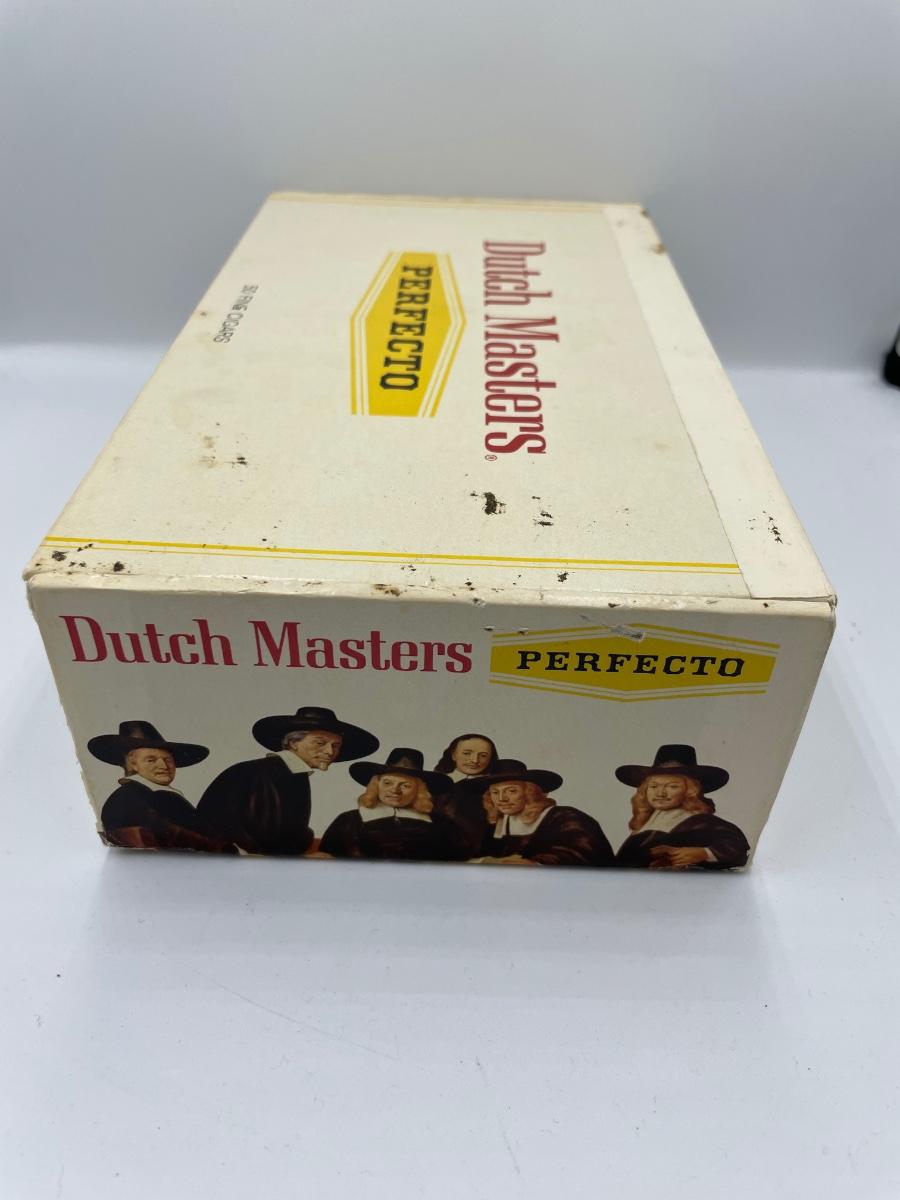 Dutch Masters®
PERFECTO
50 FINE CIGARS
Dutch Masters
PERFECTO